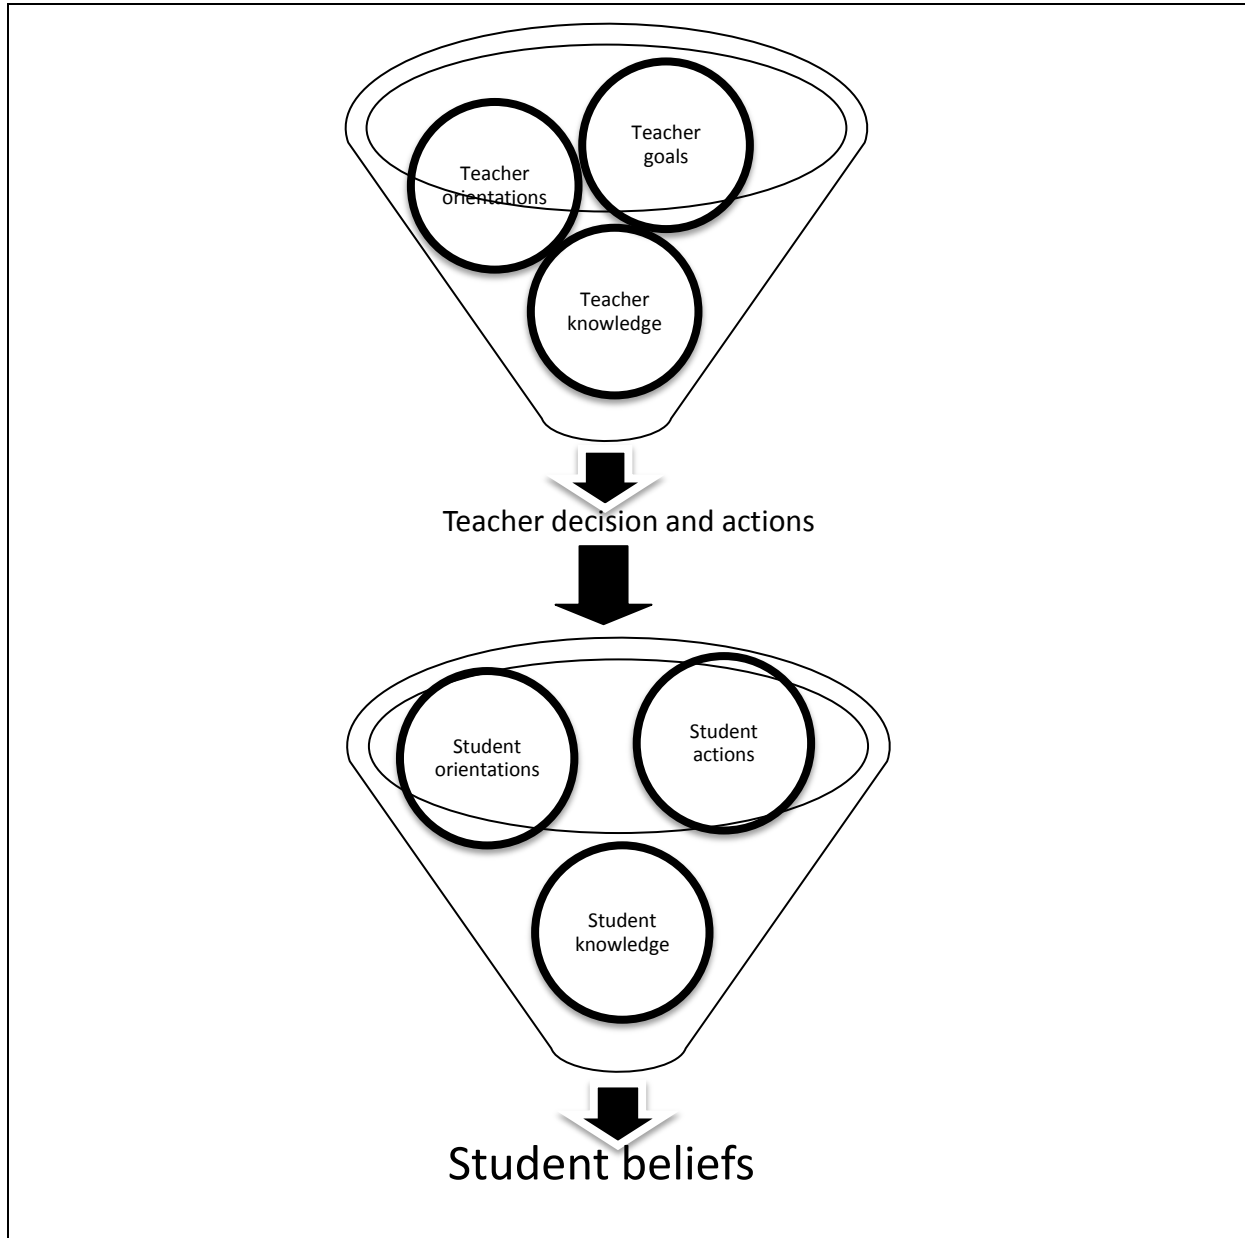 Teacher
goals
Teacher
orientations
Teacher
knowledge
Teacher decision and actions
Student
orientations
Student
actions
Student
knowledge
Student beliefs